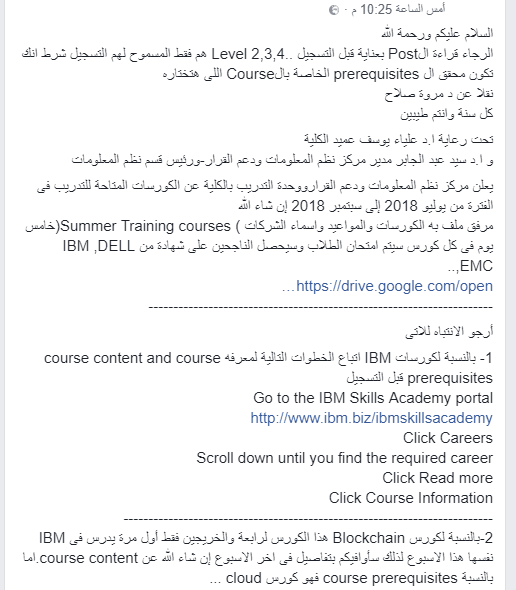 أمس الساعة 10:25 م ·
السلام عليكم ورحمة الله
الرجاء قراءة الPost بعناية قبل التسجيل ..Level 2,3,4 هم فقط المسموح لهم التسجيل شرط انك
تكون محقق ال prerequisites الخاصة بالCourse اللى هتختاره
نقلا عن د مروة صلاح
كل سنة وانتم طيبين
تحت رعاية ا.د علياء يوسف عميد الكلية
و ا.د سيد عبد الجابر مدير مركز نظم المعلومات ودعم القرار-ورئيس قسم نظم المعلومات
يعلن مركز نظم المعلومات ودعم القرارووحدة التدريب بالكلية عن الكورسات المتاحة للتدريب فى
الفترة من يوليو 2018 إلى سبتمبر 2018 إن شاء الله
مرفق ملف به الكورسات والمواعيد واسماء الشركات ) Summer Training courses)خامس
يوم فى كل كورس سيتم امتحان الطلاب وسيحصل الناجحين على شهادة من IBM ,DELL
EMC,..
https://drive.google.com/open…
----------------------------------------------------------------------
أرجو الانتباه للاتى
1- بالنسبة لكورسات IBM اتباع الخطوات التالية لمعرفه course content and course
prerequisites قبل التسجيل
Go to the IBM Skills Academy portal
http://www.ibm.biz/ibmskillsacademy
Click Careers
Scroll down until you find the required career
Click Read more
Click Course Information
----------------------------------------------------------------------
2-بالنسبة لكورس Blockchain هذا الكورس لرابعة والخريجين فقط أول مرة يدرس فى IBM
نفسها هذا الاسبوع لذلك سأوافيكم بتفاصيل فى اخر الاسبوع إن شاء الله عن course content.اما
بالنسبة course prerequisites فهو كورس cloud ...